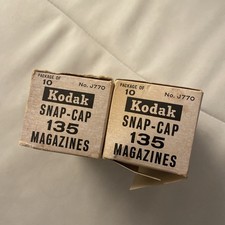 PACKAGE OF
10
No. J770
Kodak
SNAP-CAP
135
MAGAZINES
PACKAGE OF
10
No. J770
Kodak
SNAP-CAP
135
MAGAZINES